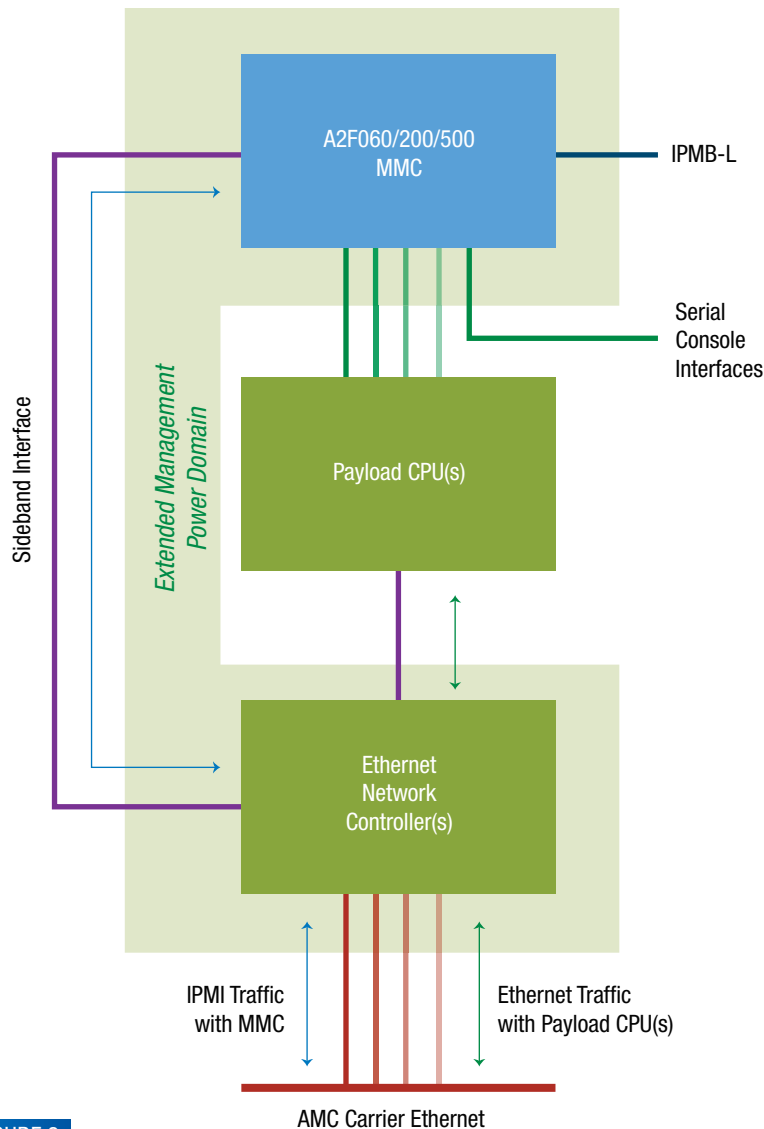 A2F060/200/500
MMC
IPMB-L
Serial
Console
Interfaces
Sideband Interface
Extended Management
Power Domain
Payload CPU(s)
Ethernet
Network
Controller(s)
IPMI Traffic
with MMC
Ethernet Traffic
with Payload CPU(s)
AMC Carrier Ethernet